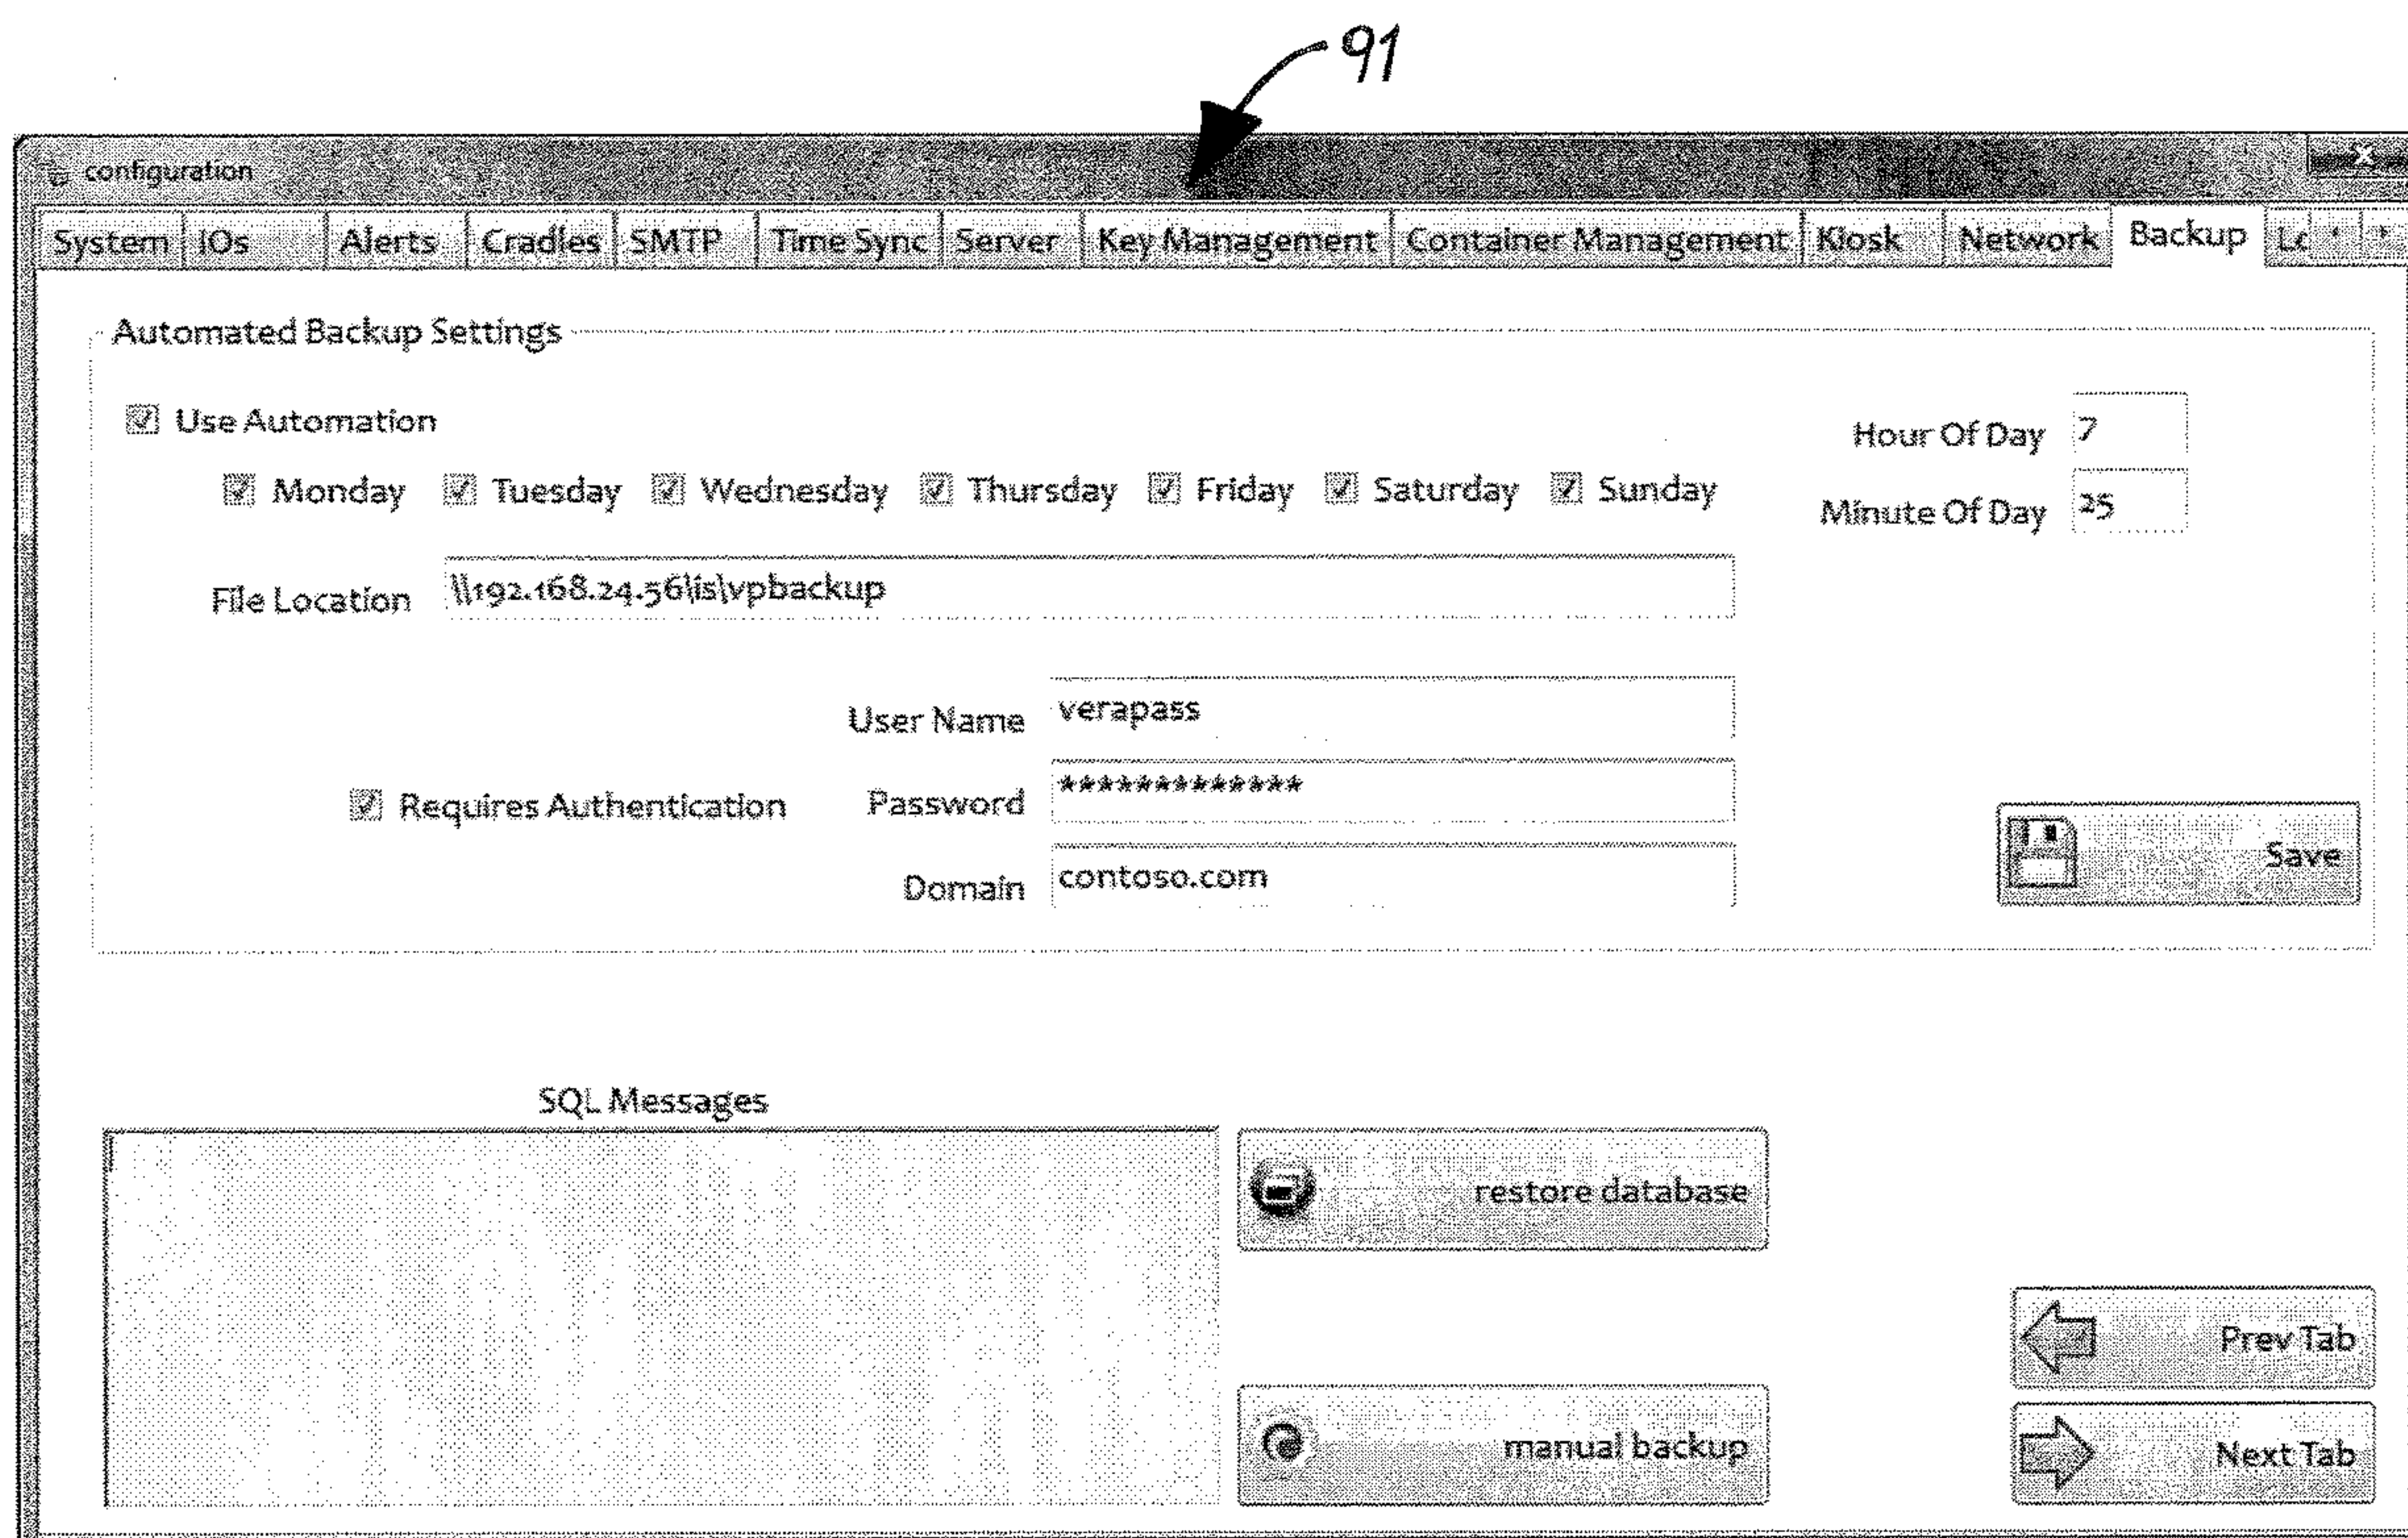 91
configuration
System IOs Alerts Cradles SMTP Time Sync Server Key Management Container Management Kiosk Network Backup Lo
Automated Backup Settings
Use Automation
Hour Of Day 7
Monday Tuesday Wednesday Thursday Friday Saturday Sunday
Minute Of Day 25
File Location \\192.168.24.56\is\vpbackup
User Name verapass
Requires Authentication Password *************
Save
Domain contoso.com
SQL Messages
restore database
Prev Tab
manual backup
Next Tab